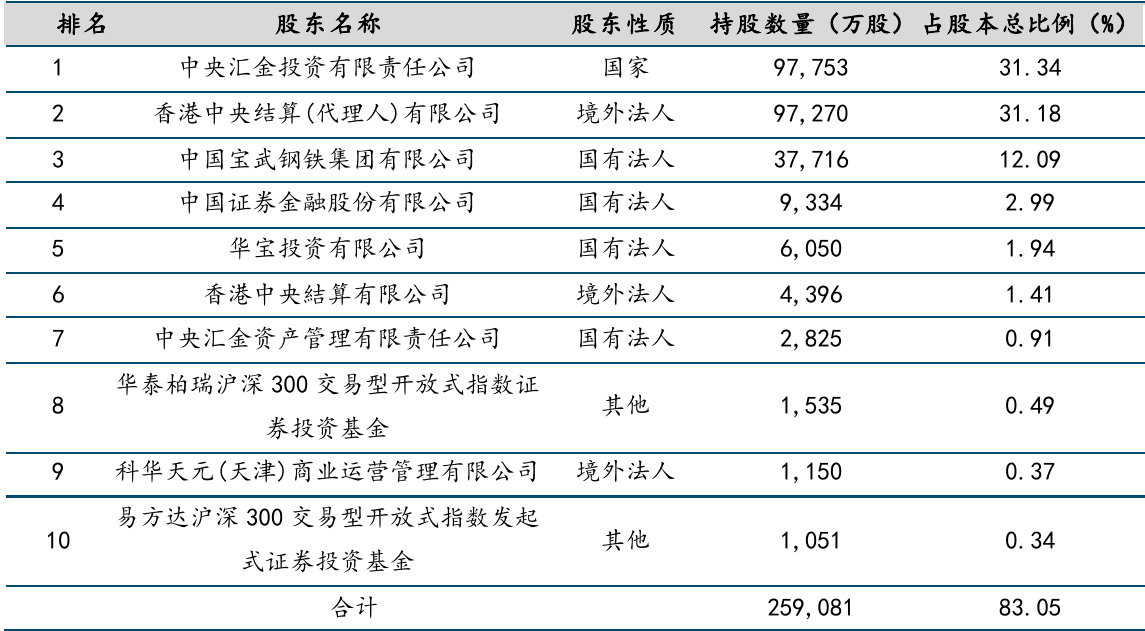 排名 股东名称 股东性质 持股数量（万股） 占股本总比例（%）
1 中央汇金投资有限责任公司 国家 97,753 31.34
2 香港中央结算(代理人)有限公司 境外法人 97,270 31.18
3 中国宝武钢铁集团有限公司 国有法人 37,716 12.09
4 中国证券金融股份有限公司 国有法人 9,334 2.99
5 华宝投资有限公司 国有法人 6,050 1.94
6 香港中央結算有限公司 境外法人 4,396 1.41
7 中央汇金资产管理有限责任公司 国有法人 2,825 0.91
华泰柏瑞沪深 300 交易型开放式指数证
8 其他 1,535 0.49
券投资基金
9 科华天元(天津)商业运营管理有限公司 境外法人 1,150 0.37
易方达沪深 300 交易型开放式指数发起
10 其他 1,051 0.34
式证券投资基金
合计 259,081 83.05